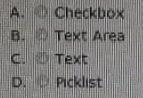 A. Checkbox
B. Text Area
C. Text
D. Picklist